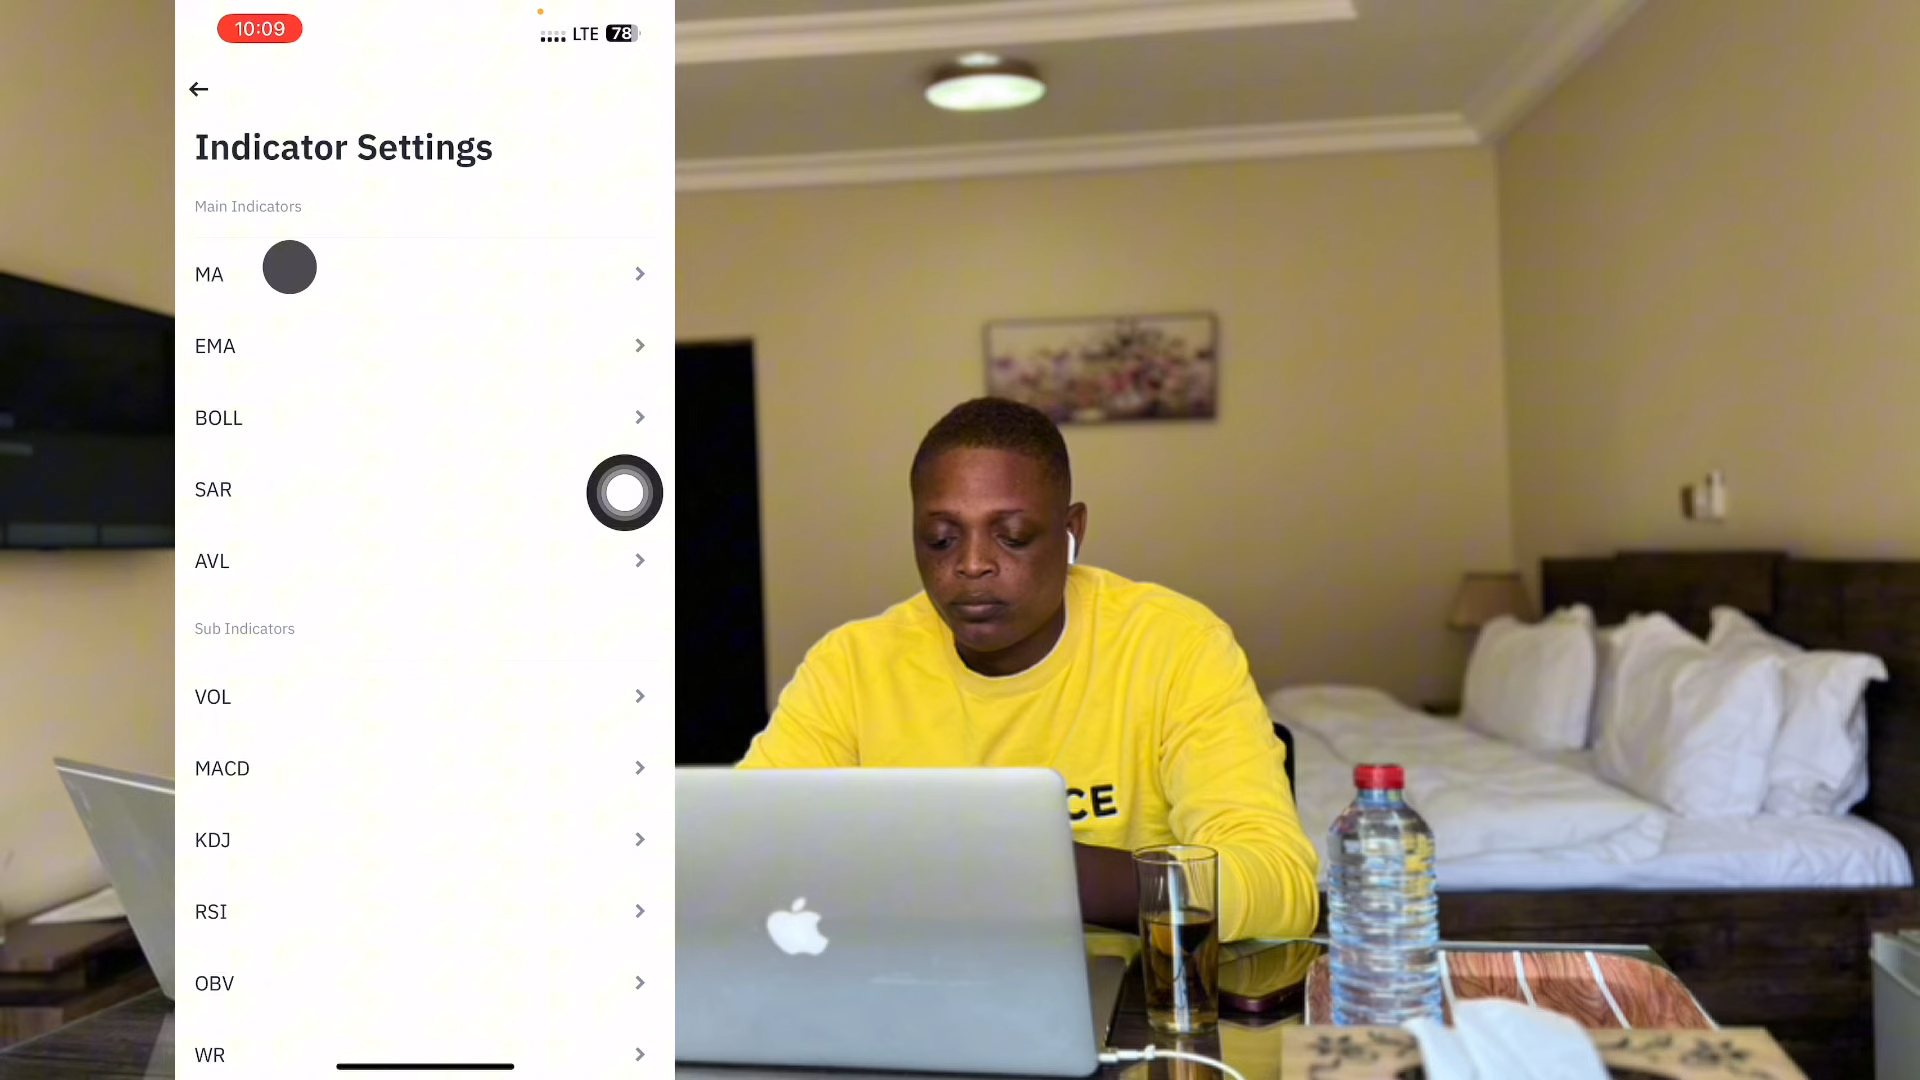 10:09
LTE 78
Indicator Settings
Main Indicators
MA
EMA
BOLL
SAR
AVL
Sub Indicators
VOL
MACD
KDJ
RSI
OBV
WR
CE